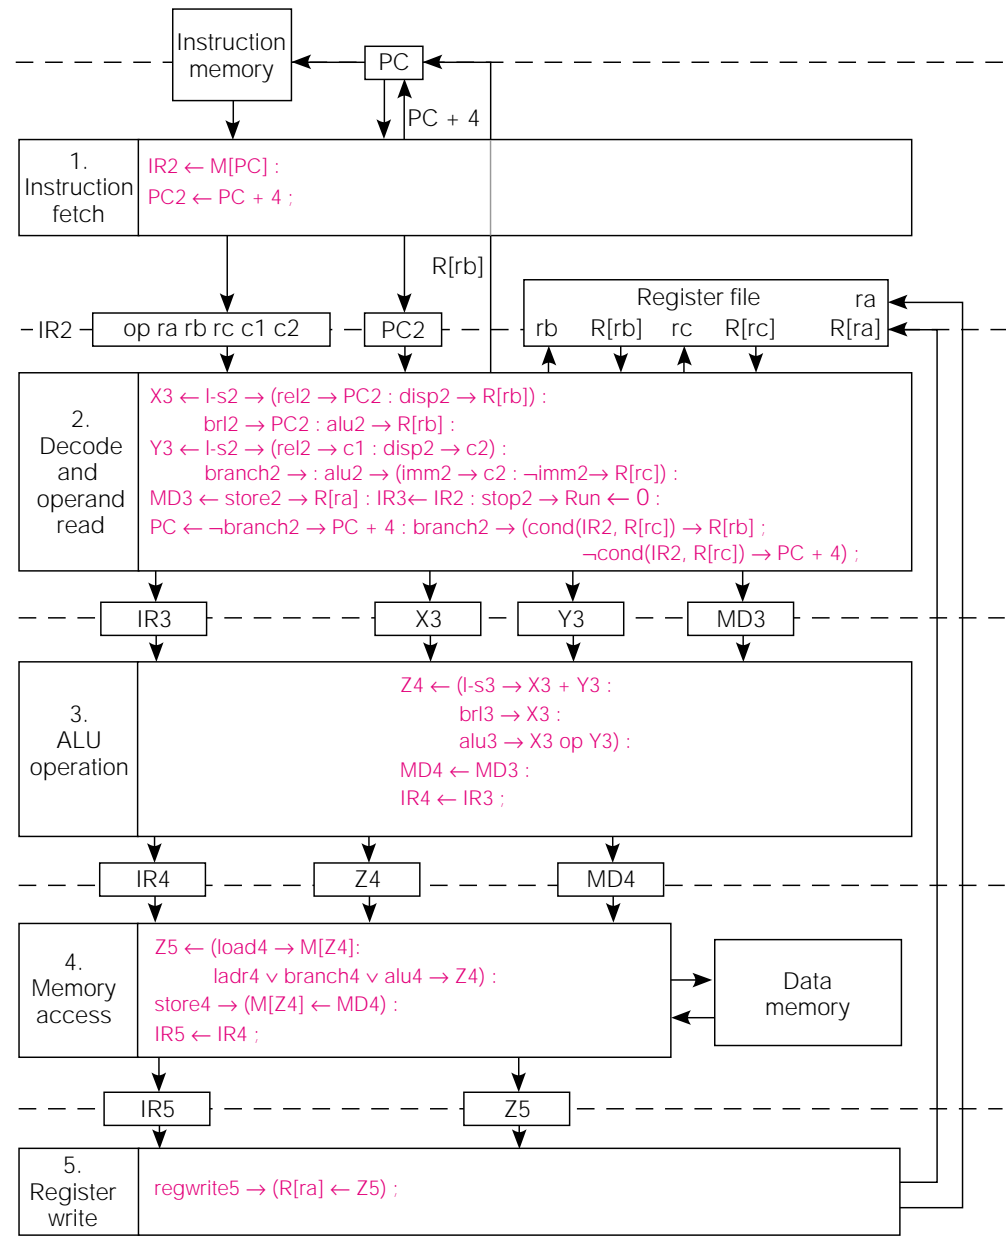 Instruction
memory
PC
PC + 4
1.
Instruction
fetch
IR2 ← M[PC] :
PC2 ← PC + 4 ;
R[rb]
Register file
ra
IR2
op ra rb rc c1 c2
PC2
rb R[rb] rc R[rc] R[ra]
2.
Decode
and
operand
read
X3 ← l-s2 → (rel2 → PC2 : disp2 → R[rb]) :
brl2 → PC2 : alu2 → R[rb] :
Y3 ← l-s2 → (rel2 → c1 : disp2 → c2) :
branch2 → : alu2 → (imm2 → c2 : ¬imm2→ R[rc]) :
MD3 ← store2 → R[ra] : IR3← IR2 : stop2 → Run ← 0 :
PC ← ¬branch2 → PC + 4 : branch2 → (cond(IR2, R[rc]) → R[rb] ;
¬cond(IR2, R[rc]) → PC + 4) ;
IR3
X3
Y3
MD3
3.
ALU
operation
Z4 ← (l-s3 → X3 + Y3 :
brl3 → X3 :
alu3 → X3 op Y3) :
MD4 ← MD3 :
IR4 ← IR3 ;
IR4
Z4
MD4
4.
Memory
access
Z5 ← (load4 → M[Z4]:
ladr4 ∨ branch4 ∨ alu4 → Z4) :
store4 → (M[Z4] ← MD4) :
IR5 ← IR4 ;
Data
memory
IR5
Z5
5.
Register
write
regwrite5 → (R[ra] ← Z5) ;